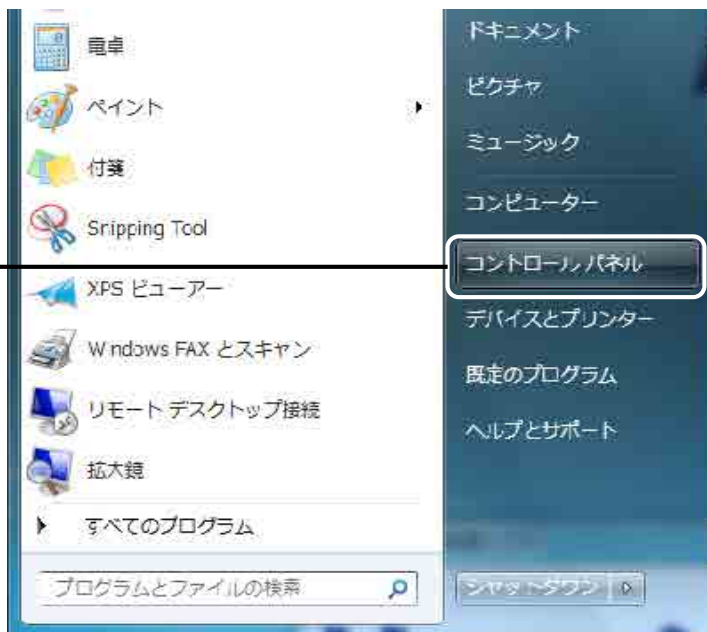 電卓
ペイント
付箋
Snipping Tool
XPS ビューアー
Windows FAX とスキャン
リモート デスクトップ接続
拡大鏡
すべてのプログラム
プログラムとファイルの検索
ドキュメント
ピクチャ
ミュージック
コンピューター
コントロール パネル
デバイスとプリンター
既定のプログラム
ヘルプとサポート
シャットダウン